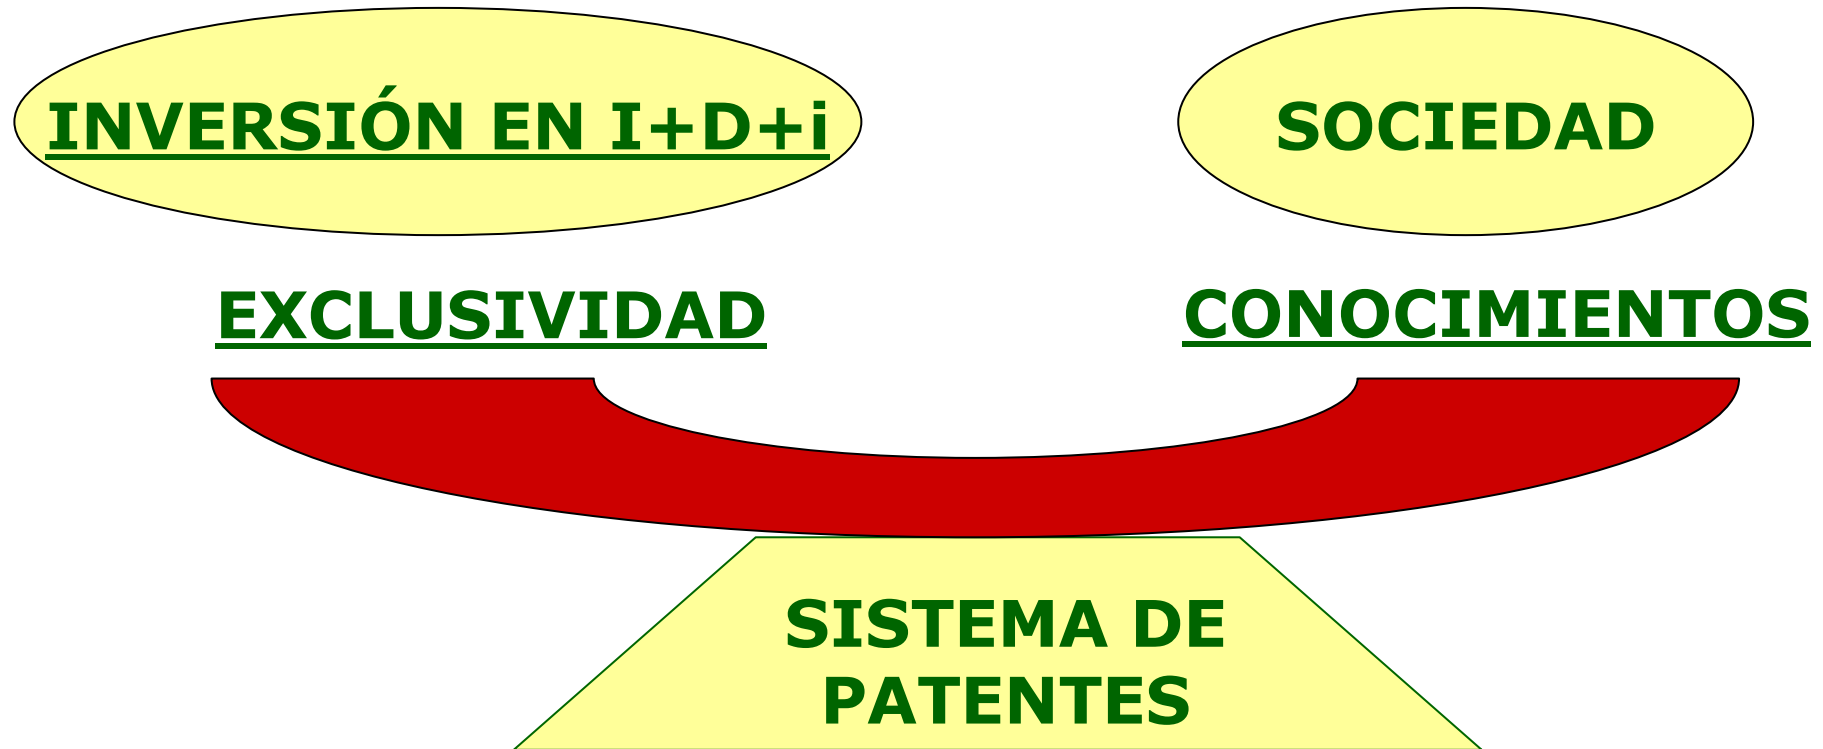 INVERSIÓN EN I+D+i
SOCIEDAD
EXCLUSIVIDAD
CONOCIMIENTOS
SISTEMA DE
PATENTES